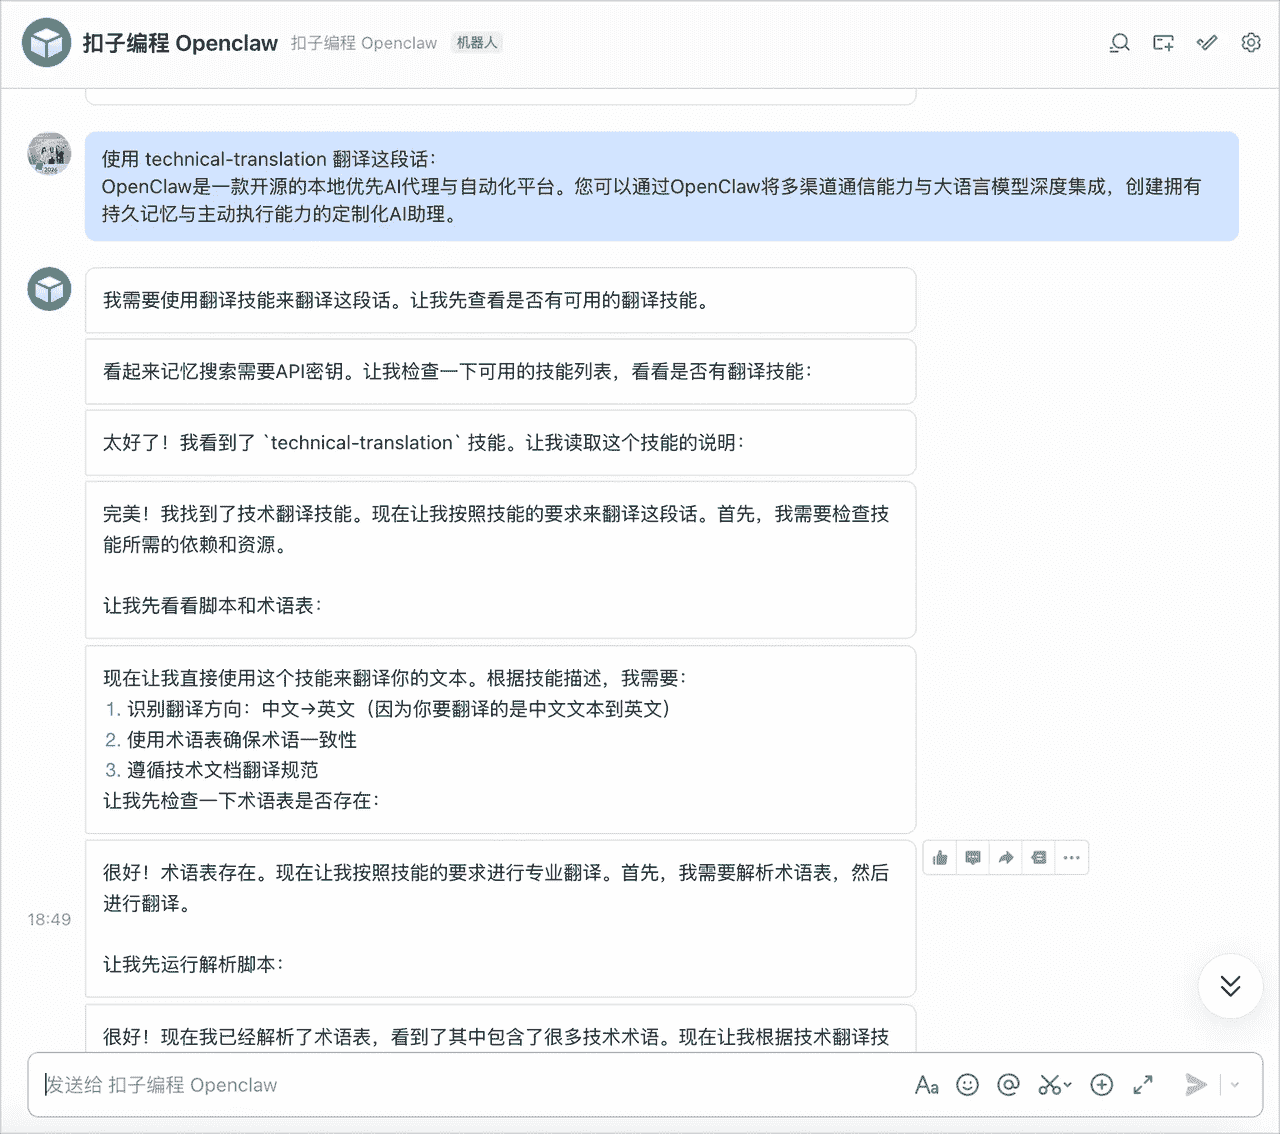 扣子编程 Openclaw 扣子编程 Openclaw 机器人
使用 technical-translation 翻译这段话：
OpenClaw是一款开源的本地优先AI代理与自动化平台。您可以通过OpenClaw将多渠道通信能力与大语言模型深度集成，创建拥有
持久记忆与主动执行能力的定制化AI助理。
2026
我需要使用翻译技能来翻译这段话。让我先查看是否有可用的翻译技能。
看起来记忆搜索需要API密钥。让我检查一下可用的技能列表，看看是否有翻译技能：
太好了！我看到了 `technical-translation` 技能。让我读取这个技能的说明：
完美！我找到了技术翻译技能。现在让我按照技能的要求来翻译这段话。首先，我需要检查技
能所需的依赖和资源。
让我先看看脚本和术语表：
现在让我直接使用这个技能来翻译你的文本。根据技能描述，我需要：
1. 识别翻译方向：中文→英文（因为你要翻译的是中文文本到英文）
2. 使用术语表确保术语一致性
3. 遵循技术文档翻译规范
让我先检查一下术语表是否存在：
很好！术语表存在。现在让我按照技能的要求进行专业翻译。首先，我需要解析术语表，然后
进行翻译。
18:49
让我先运行解析脚本：
很好！现在我已经解析了术语表，看到了其中包含了很多技术术语。现在让我根据技术翻译技
发送给 扣子编程 Openclaw
Aa